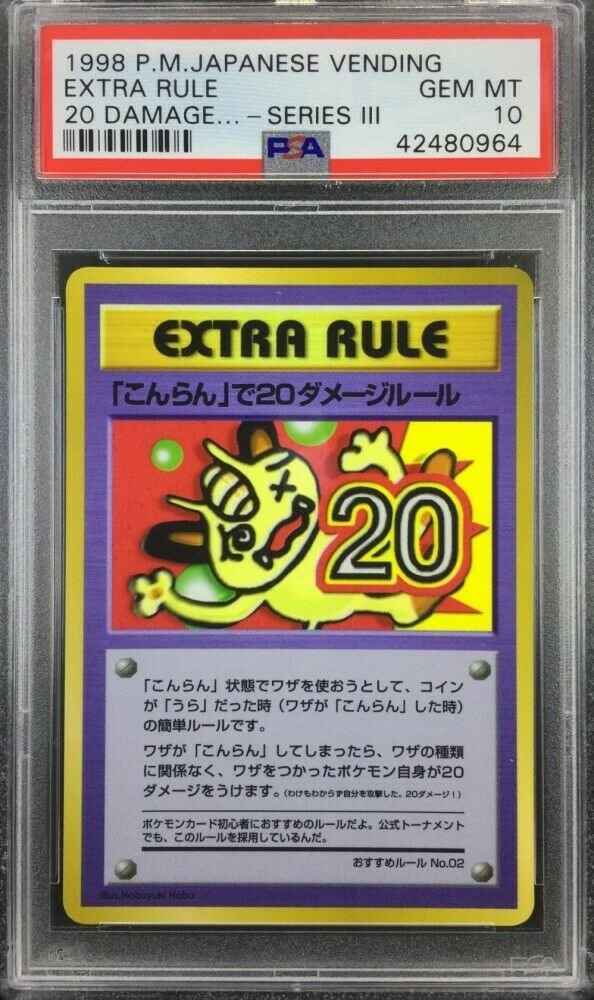 1998 P.M.JAPANESE VENDING
EXTRA RULE GEM MT
20 DAMAGE...-SERIES III 10
PSA 42480964
EXTRA RULE
「こんらん」で20ダメージルール
20
「こんらん」状態でワザを使おうとして、コイン
が「うら」だった時(ワザが「こんらん」した時)
の簡単ルールです。
ワザが「こんらん」してしまったら、ワザの種類
に関係なく、ワザをつかったポケモン自身が20
ダメージをうけます。(わけもわからず自分を攻撃した。20ダメージ!)
ポケモンカード初心者におすすめのルールだよ。公式トーナメント
でも、このルールを採用しているんだ。
おすすめルール No.02
Illus.Nobuyuki Habu
PSA